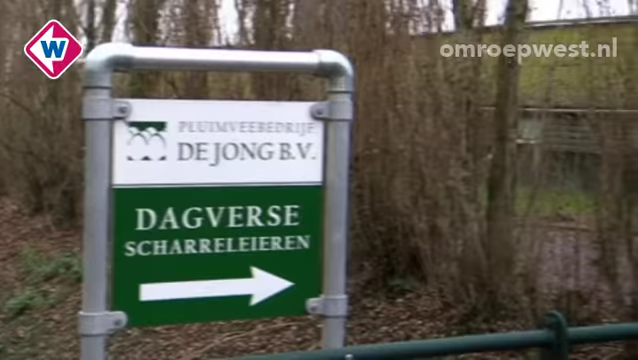 W
omroepwest.nl
PLUIMVEEBEDRIJF
DE JONG B.V.
DAGVERSE
SCHARRELEIEREN